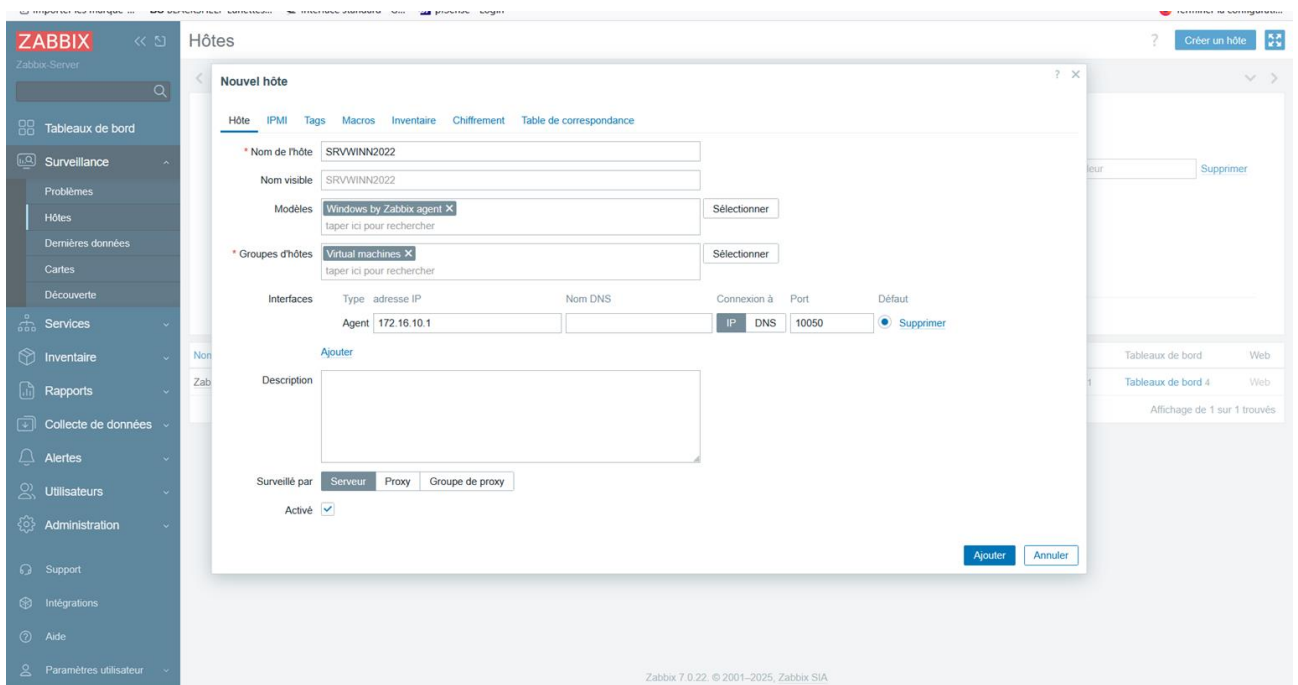 ZABBIX
Hôtes
?
Créer un hôte
Zabbix-Server
Nouvel hôte
?
Tableaux de bord
Hôte IPMI Tags Macros Inventaire Chiffrement Table de correspondance
* Nom de l'hôte SRVWINN2022
Surveillance
Supprimer
Nom visible SRVWINN2022
Problèmes
Modèles Windows by Zabbix agent Sélectionner
taper ici pour rechercher
Hôtes
Dernières données
* Groupes d'hôtes Virtual machines Sélectionner
taper ici pour rechercher
Cartes
Découverte
Interfaces Type adresse IP Nom DNS Connexion à Port Défaut
Services
Agent 172.16.10.1 IP DNS 10050 Supprimer
Inventaire
Ajouter
Tableaux de bord Web
Description
Rapports
Zab
1 Tableaux de bord 4 Web
Affichage de 1 sur 1 trouvés
Collecte de données
Alertes
Surveillé par Serveur Proxy Groupe de proxy
Utilisateurs
Activé
Administration
Ajouter Annuler
Support
Intégrations
Aide
Paramètres utilisateur
Zabbix 7.0.22. © 2001–2025, Zabbix SIA